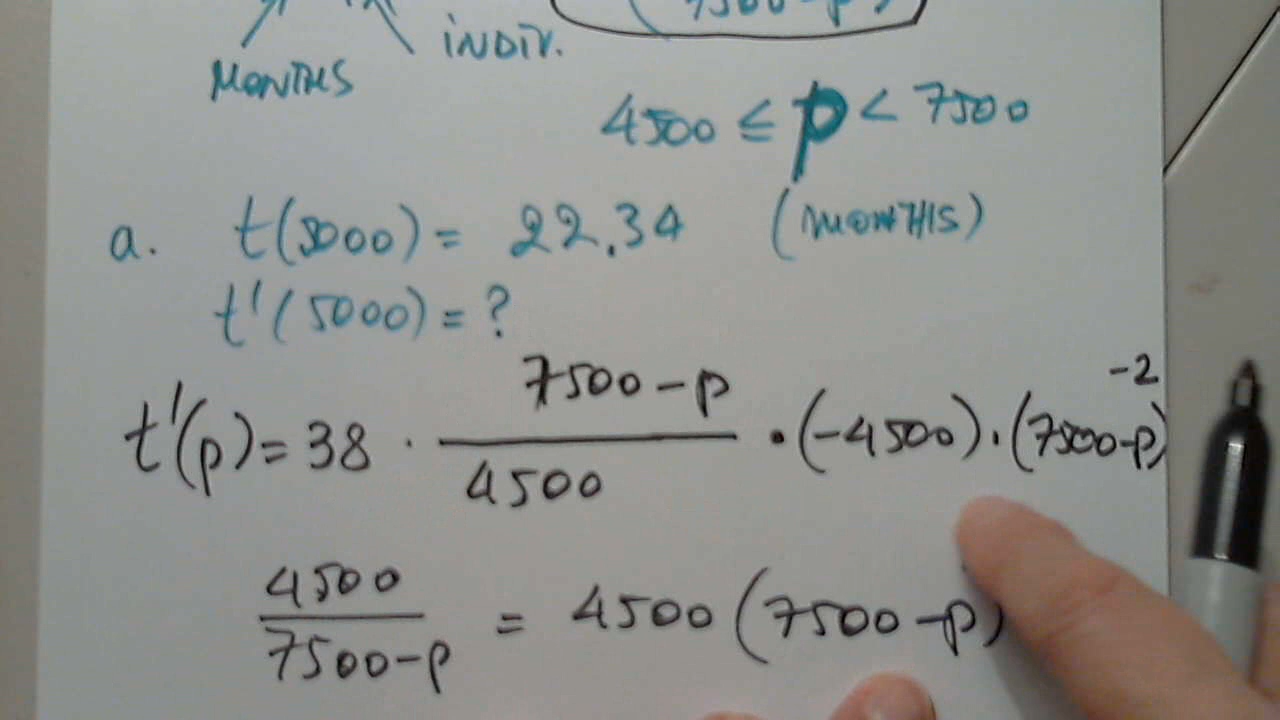 7500-p)
MONTHS INDIV.
4500 ≤ p < 7500
a. t(5000) = 22.34 (MONTHS)
t'(5000) = ?
t'(p) = 38 · (7500-p)/4500 · (-4500) · (7500-p)^-2
4500/(7500-p) = 4500 (7500-p)